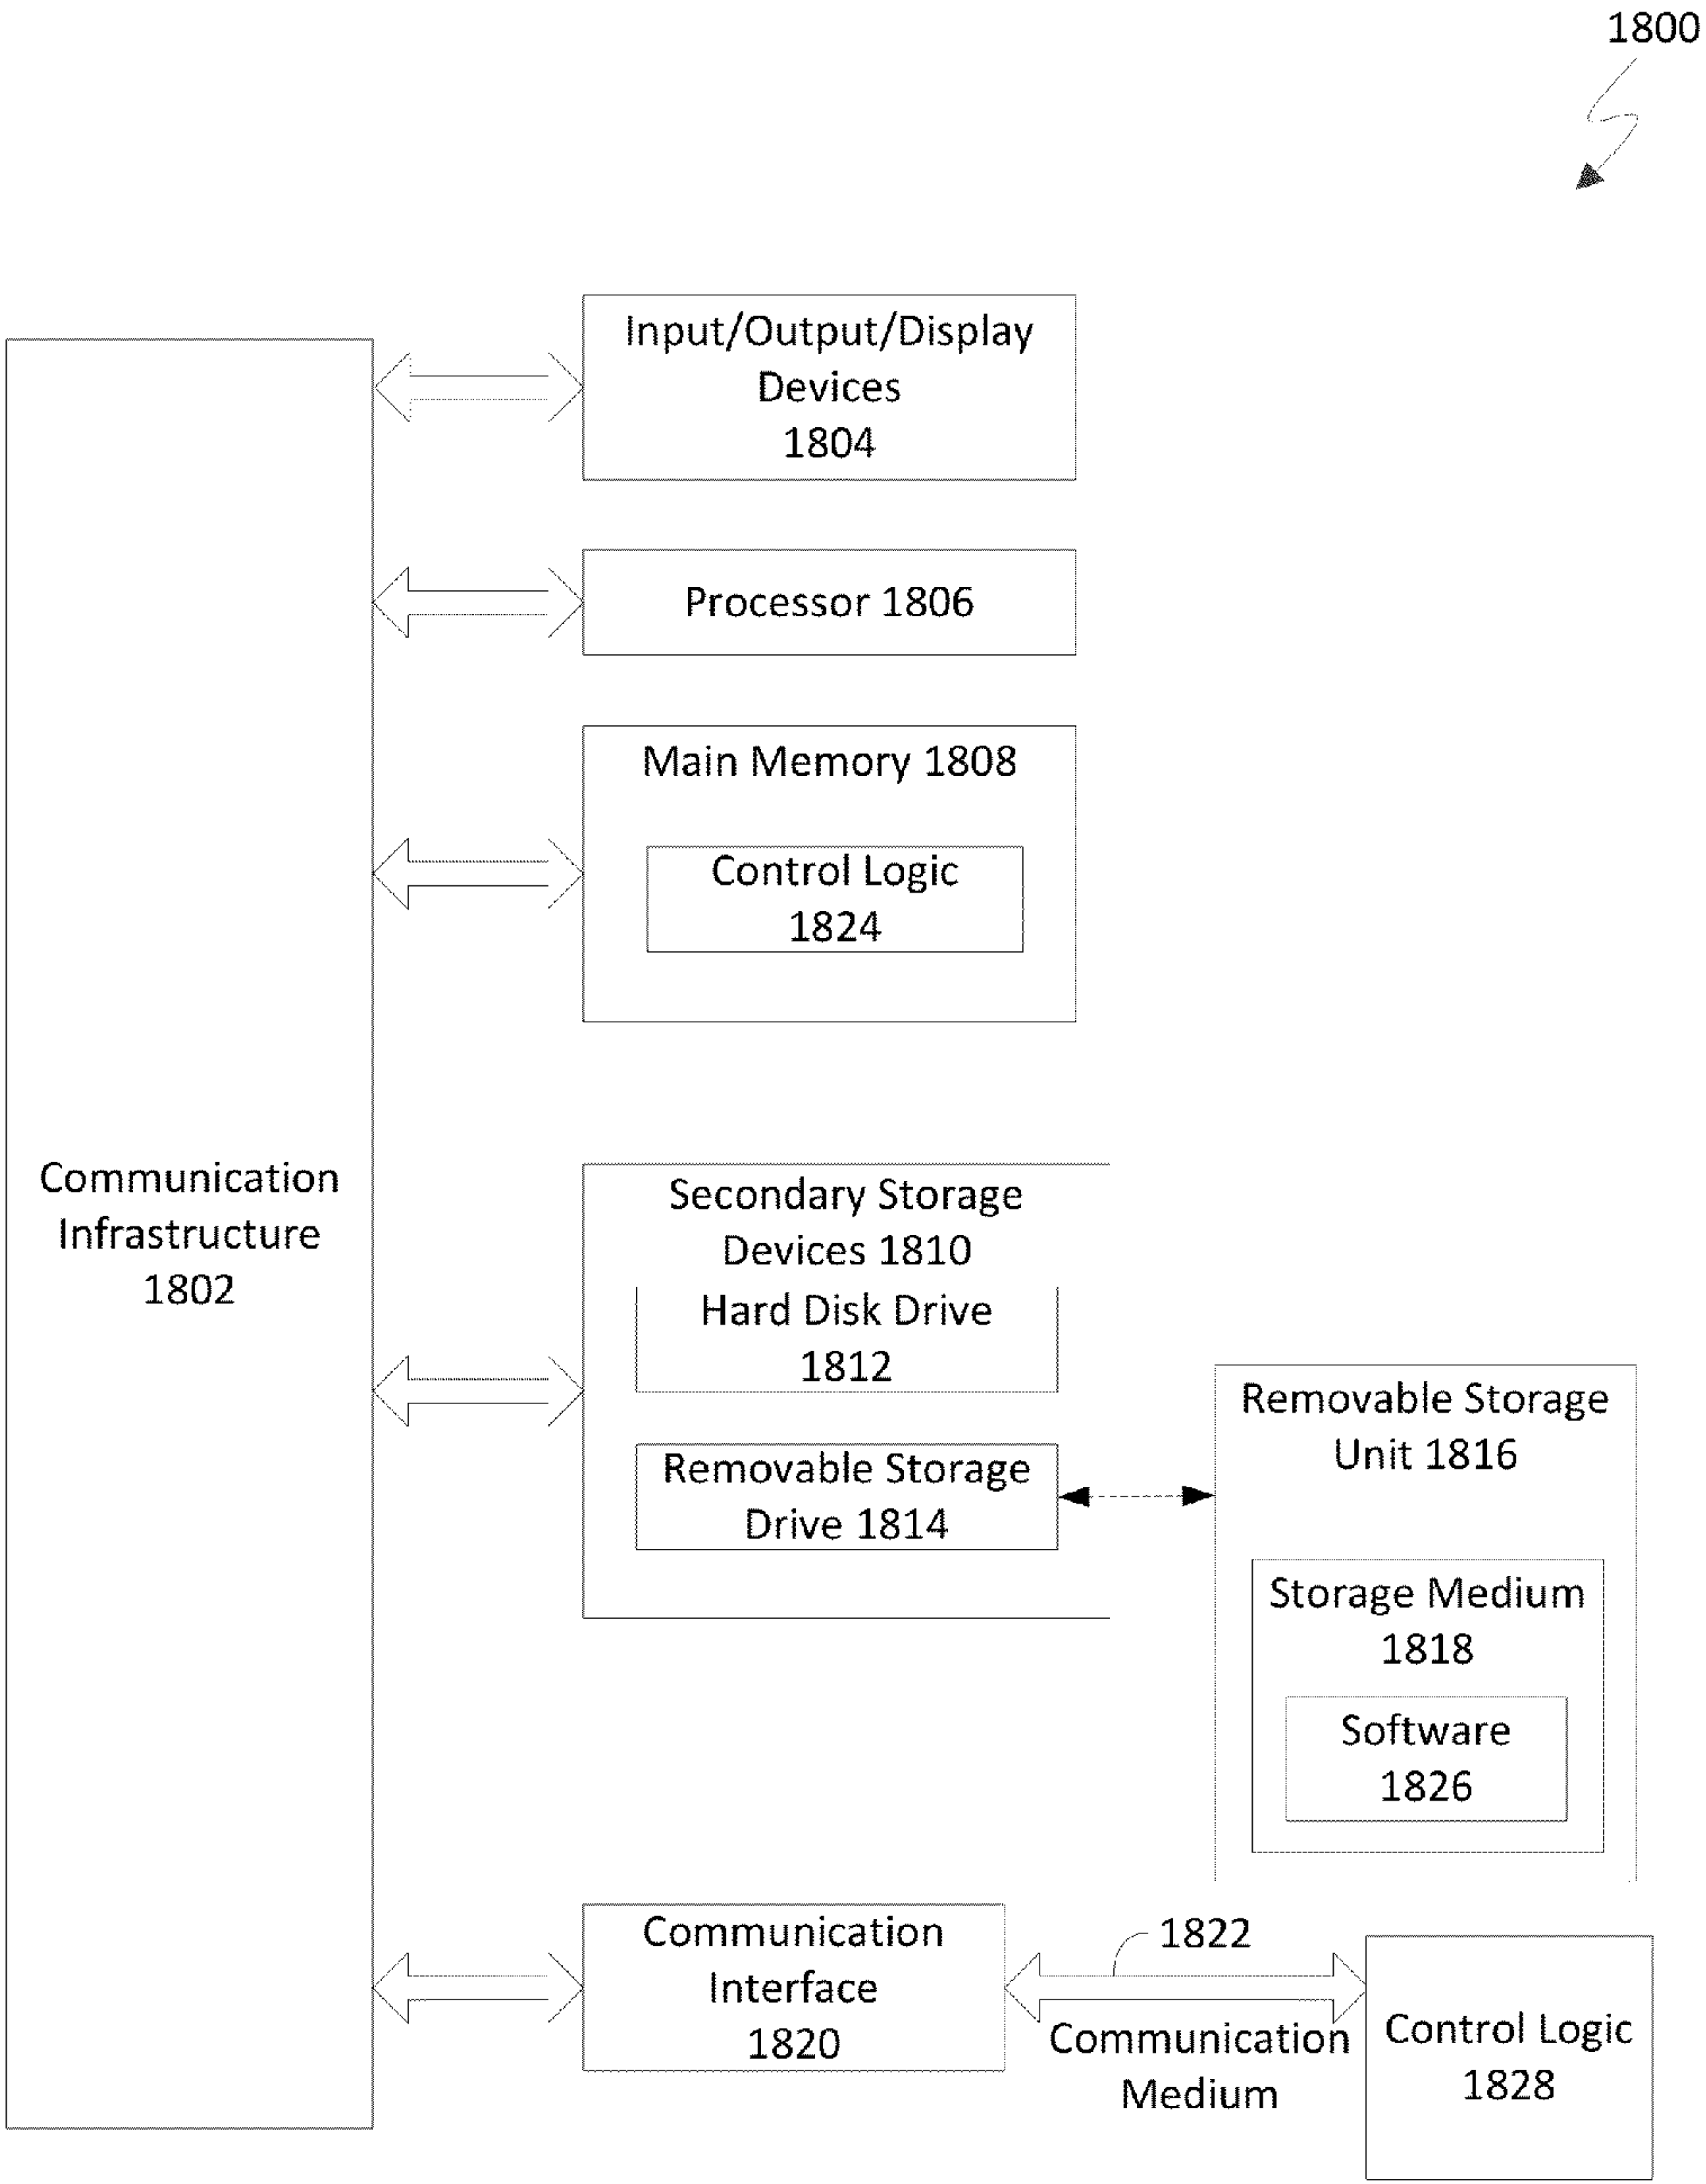 1800
Input/Output/Display
Devices
1804
Processor 1806
Main Memory 1808
Control Logic
1824
Communication
Infrastructure
1802
Secondary Storage
Devices 1810
Hard Disk Drive
1812
Removable Storage
Drive 1814
Removable Storage
Unit 1816
Storage Medium
1818
Software
1826
Communication
Interface
1820
1822
Communication
Medium
Control Logic
1828